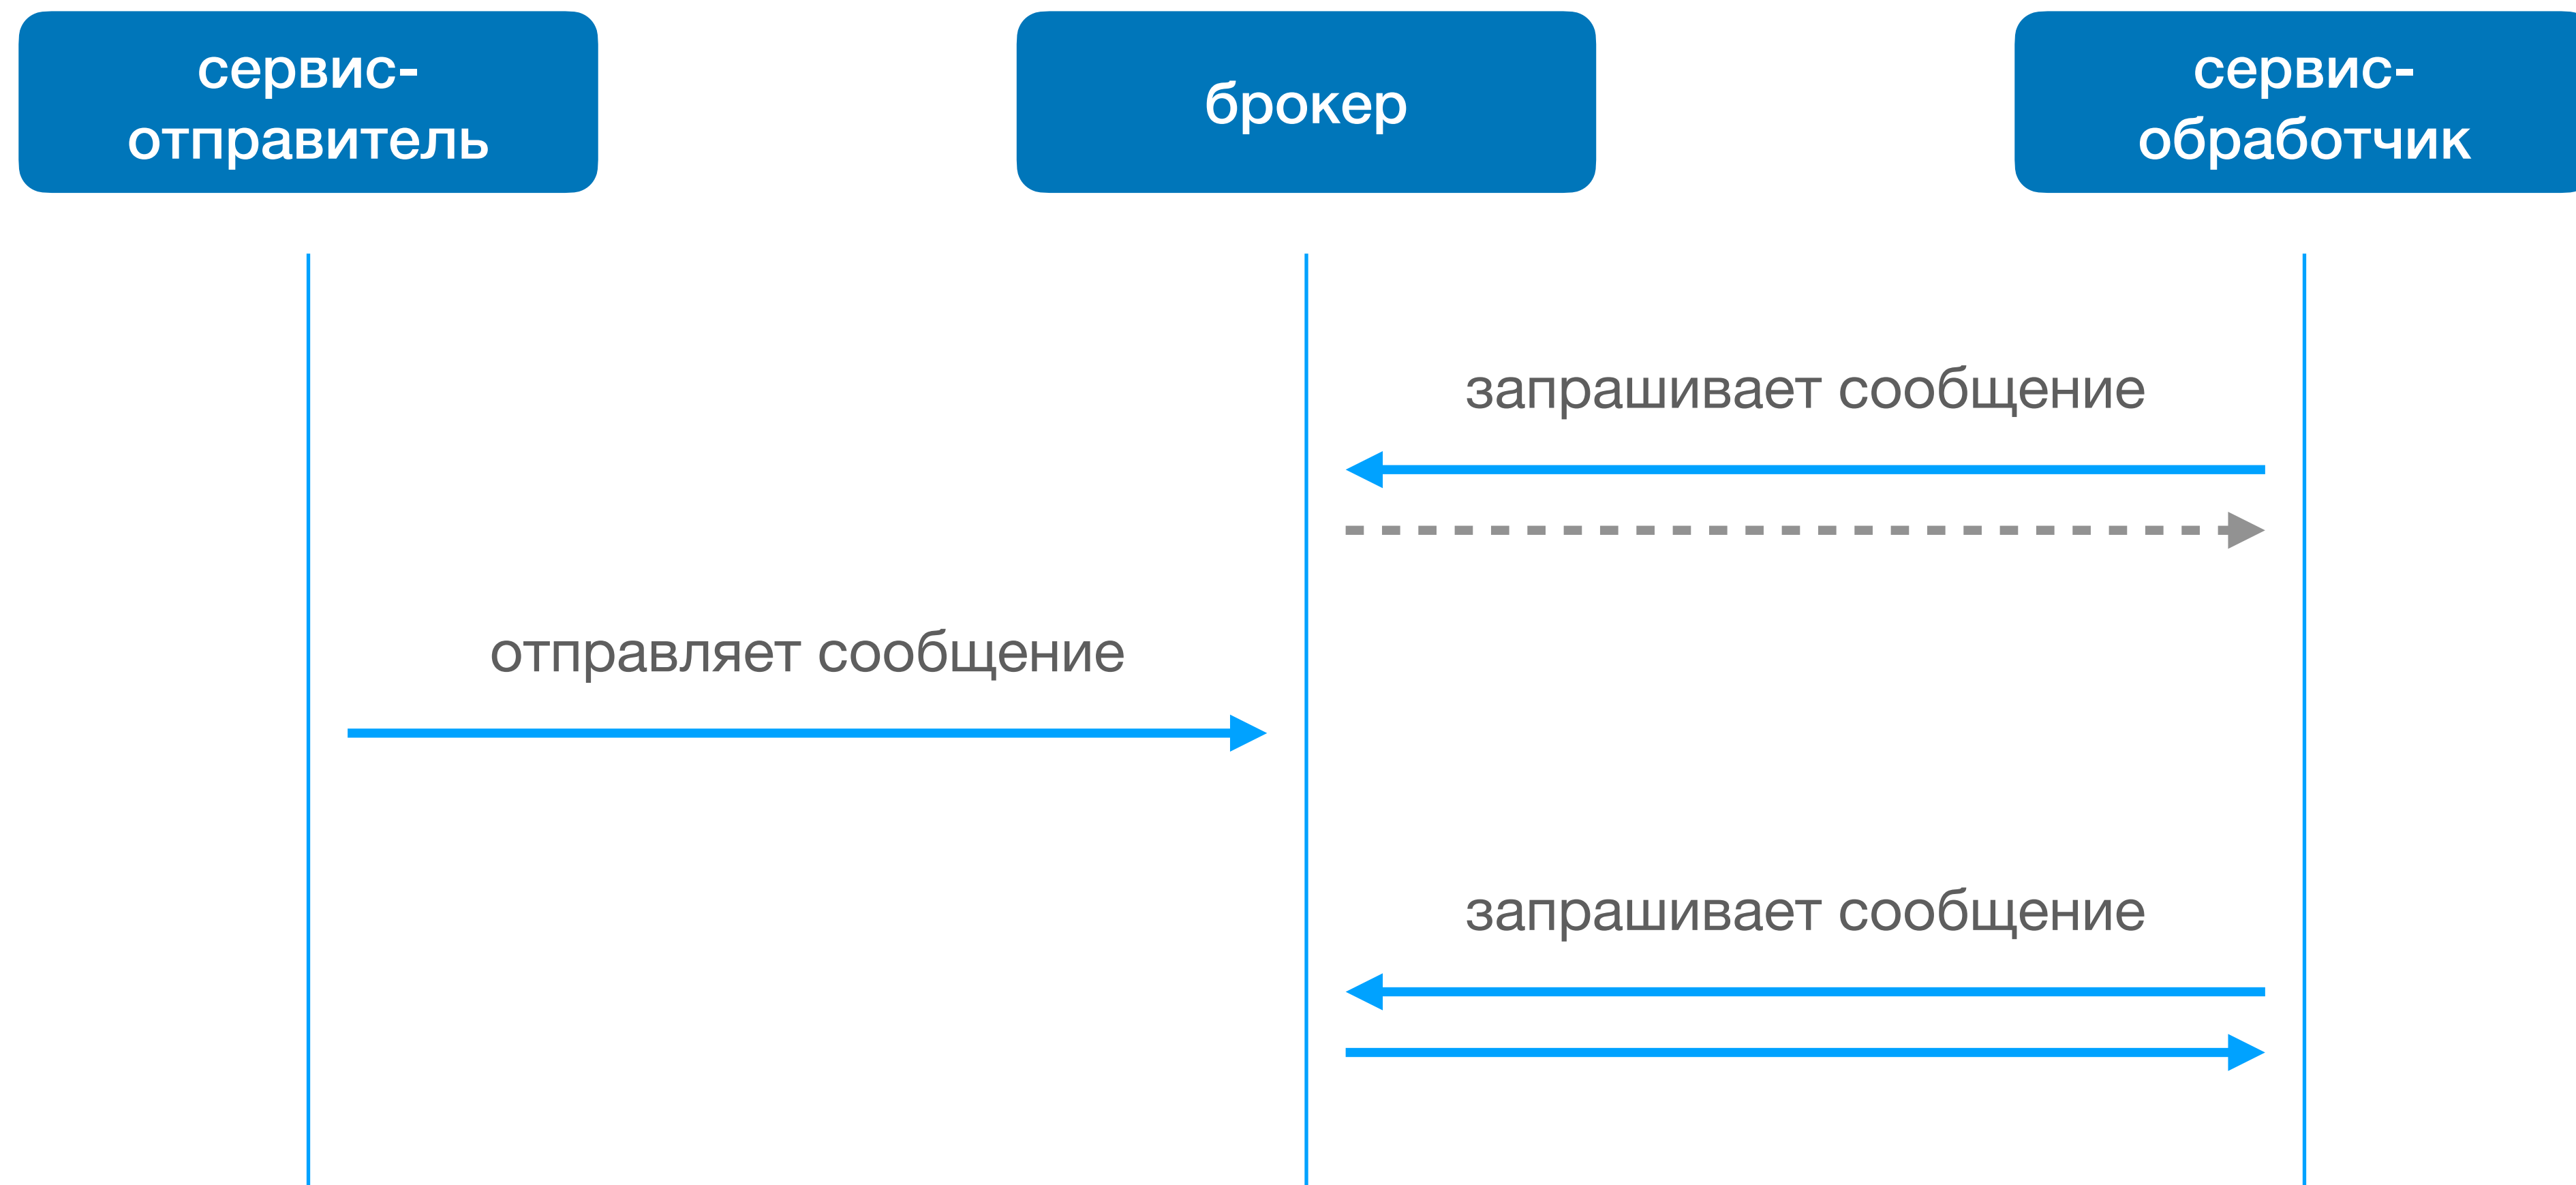 сервис-
отправитель
брокер
сервис-
обработчик
запрашивает сообщение
отправляет сообщение
запрашивает сообщение